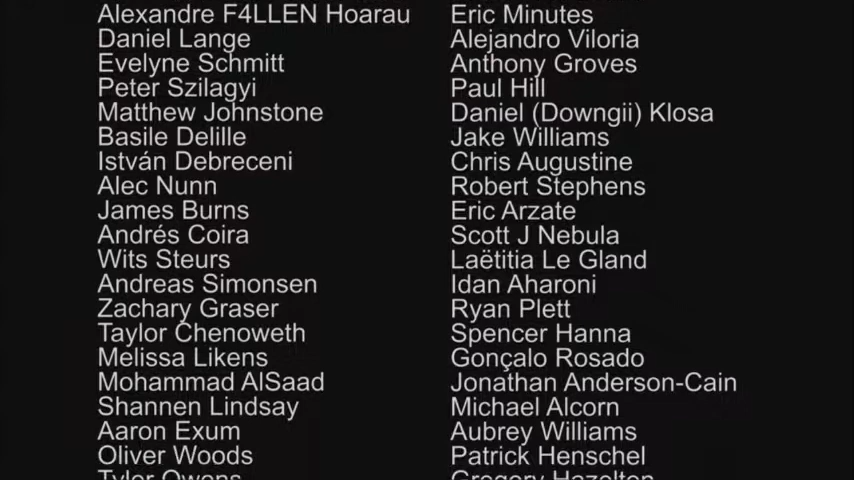 Alexandre F4LLEN Hoarau
Daniel Lange
Evelyne Schmitt
Peter Szilagyi
Matthew Johnstone
Basile Delille
István Debreceni
Alec Nunn
James Burns
Andrés Coira
Wits Steurs
Andreas Simonsen
Zachary Graser
Taylor Chenoweth
Melissa Likens
Mohammad AlSaad
Shannen Lindsay
Aaron Exum
Oliver Woods
Tyler Owens
Eric Minutes
Alejandro Viloria
Anthony Groves
Paul Hill
Daniel (Downgii) Klosa
Jake Williams
Chris Augustine
Robert Stephens
Eric Arzate
Scott J Nebula
Laëtitia Le Gland
Idan Aharoni
Ryan Plett
Spencer Hanna
Gonçalo Rosado
Jonathan Anderson-Cain
Michael Alcorn
Aubrey Williams
Patrick Henschel
Gregory Hazelton